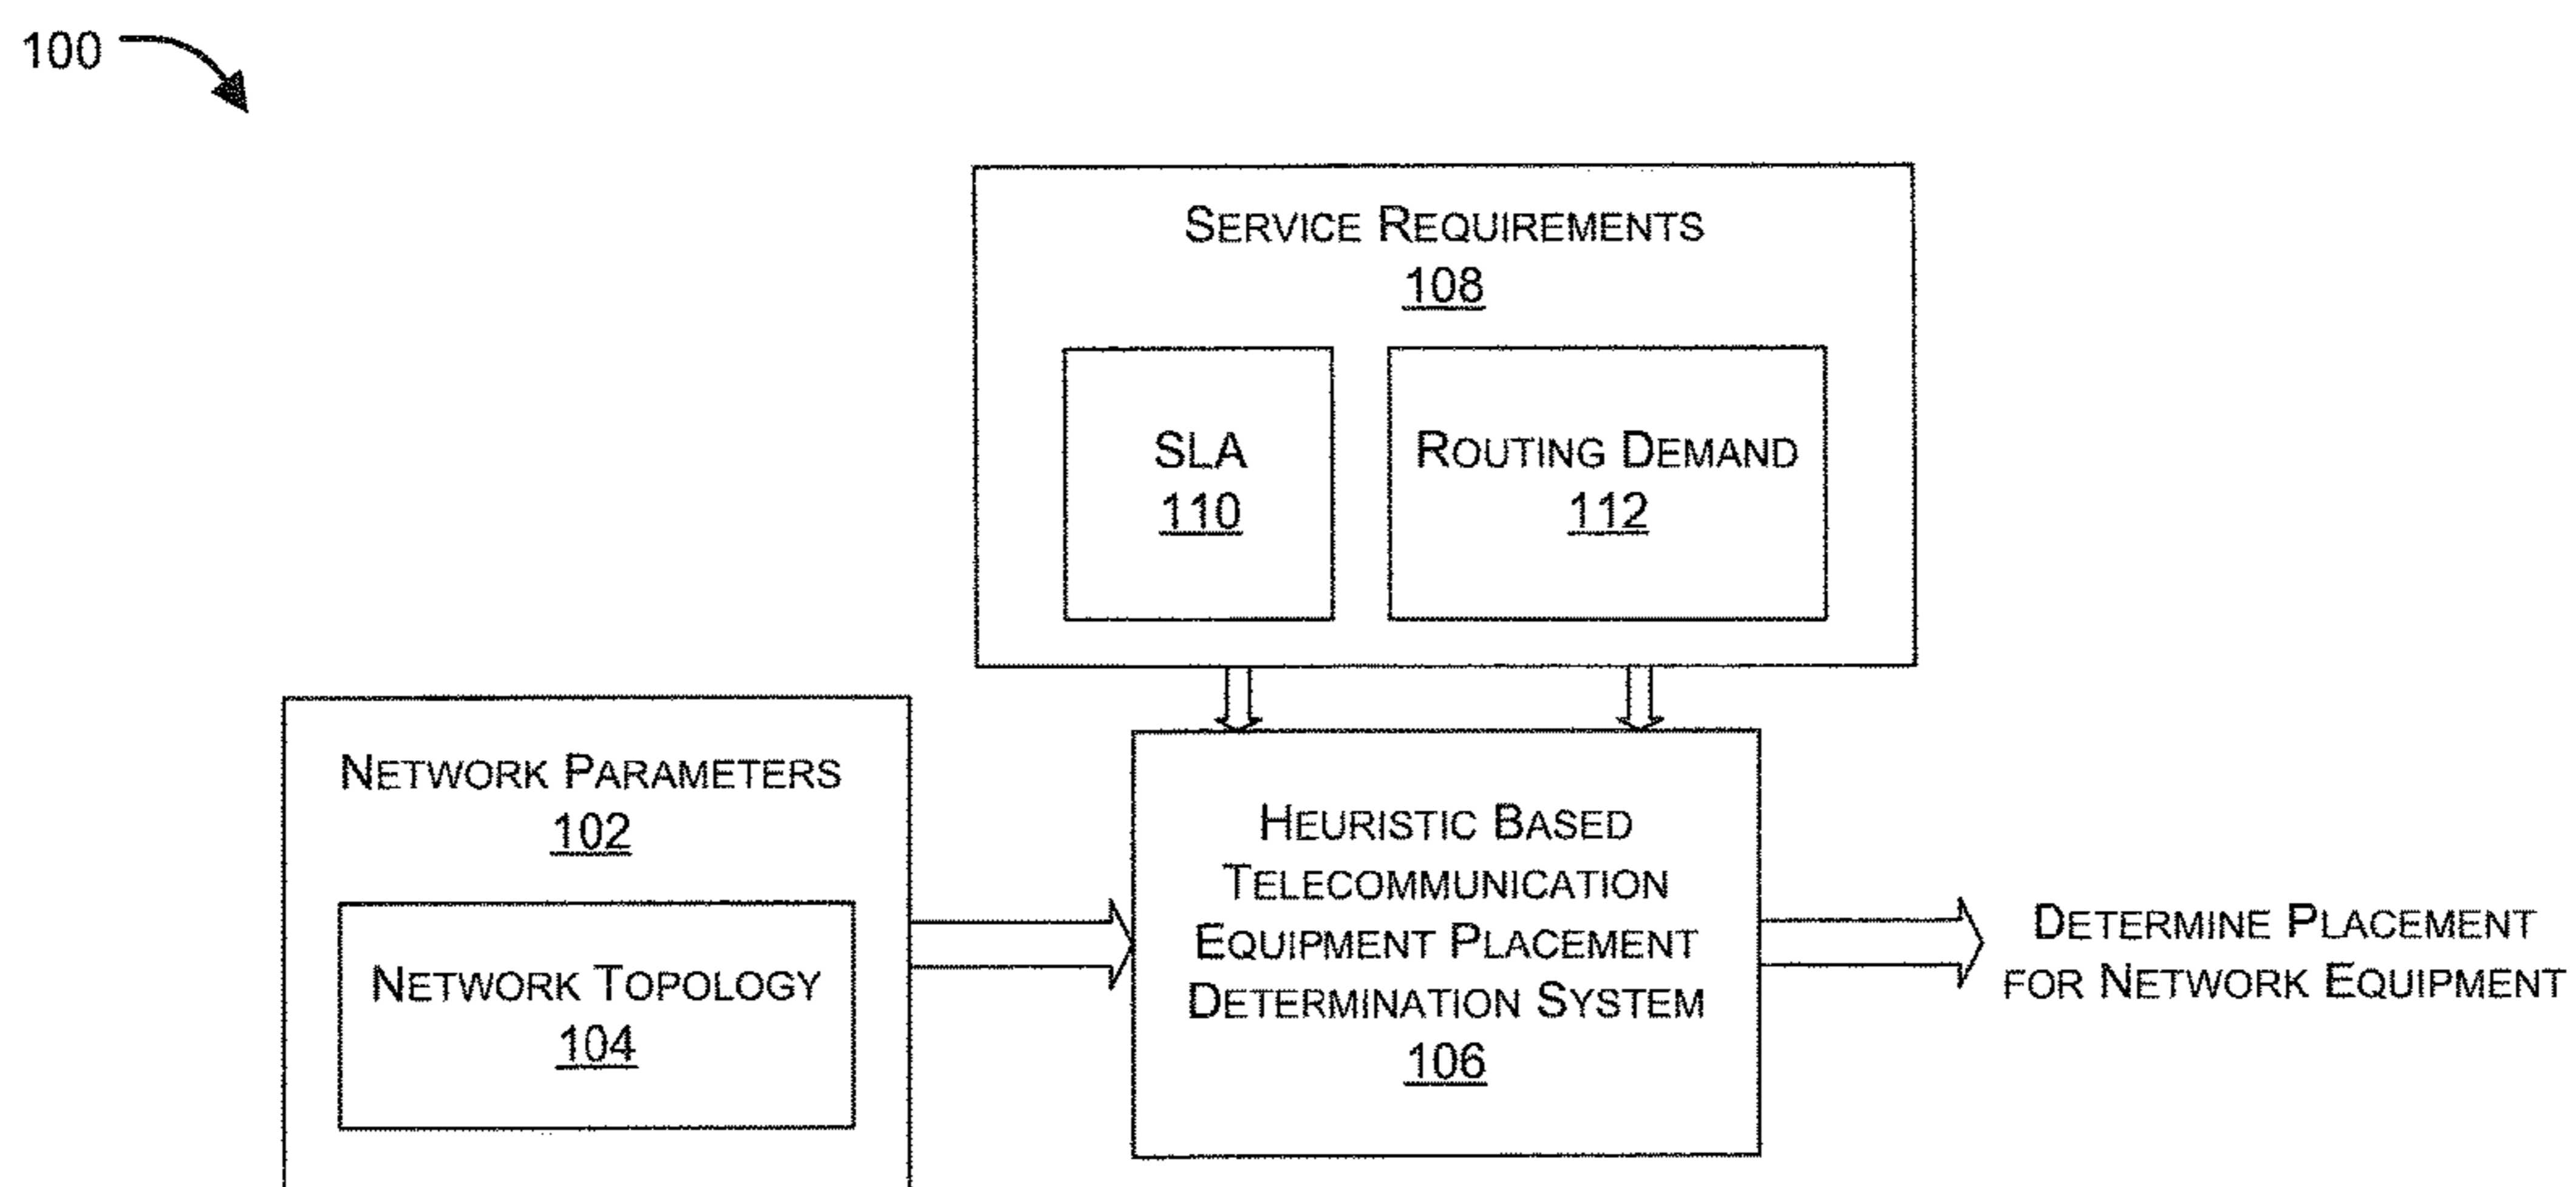 100
SERVICE REQUIREMENTS
108
SLA
110
ROUTING DEMAND
112
NETWORK PARAMETERS
102
NETWORK TOPOLOGY
104
HEURISTIC BASED
TELECOMMUNICATION
EQUIPMENT PLACEMENT
DETERMINATION SYSTEM
106
DETERMINE PLACEMENT
FOR NETWORK EQUIPMENT